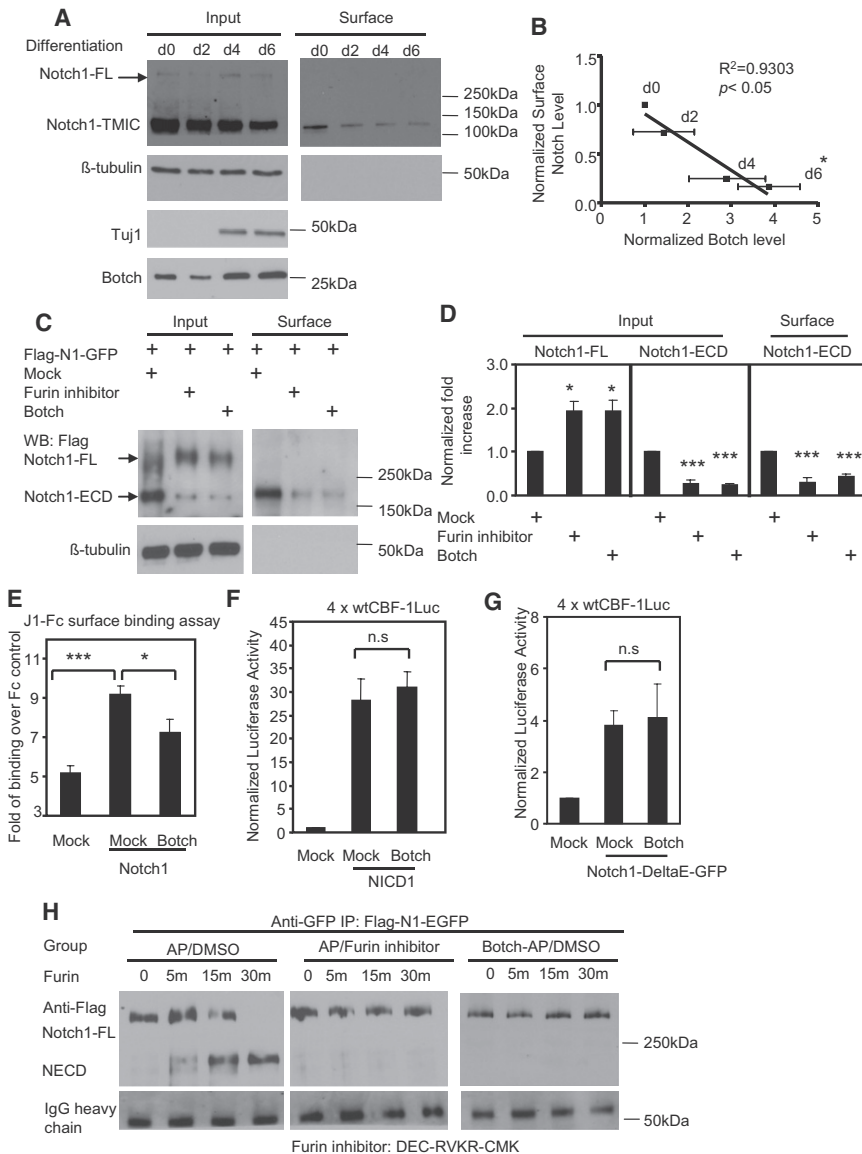 A
Input Surface
Differentiation d0 d2 d4 d6 d0 d2 d4 d6
Notch1-FL
250kDa
150kDa
Notch1-TMIC
100kDa
ß-tubulin
50kDa
Tuj1
50kDa
Botch
25kDa
B
Normalized Surface
Notch Level
1.5
1.0
0.5
0.0
R²=0.9303
p< 0.05
d0
d2
d4
d6
*
0 1 2 3 4 5
Normalized Botch level
C
Input Surface
Flag-N1-GFP + + + + + +
Mock + +
Furin inhibitor + +
Botch + +
WB: Flag
Notch1-FL
250kDa
Notch1-ECD
150kDa
ß-tubulin
50kDa
D
Input Surface
Notch1-FL Notch1-ECD Notch1-ECD
Normalized fold
increase
3.0
2.0
1.0
0.0
* *
*** ***
*** ***
Mock + + +
Furin inhibitor + + +
Botch + + +
E
J1-Fc surface binding assay
Fold of binding over Fc control
11
9
7
5
3
*** *
Mock Mock Botch
Notch1
F
4 x wtCBF-1Luc
Normalized Luciferase Activity
45
40
35
30
25
20
15
10
5
0
n.s
Mock Mock Botch
NICD1
G
4 x wtCBF-1Luc
Normalized Luciferase Activity
8
6
4
2
0
n.s
Mock Mock Botch
Notch1-DeltaE-GFP
H
Anti-GFP IP: Flag-N1-EGFP
Group AP/DMSO AP/Furin inhibitor Botch-AP/DMSO
Furin 0 5m 15m 30m 0 5m 15m 30m 0 5m 15m 30m
Anti-Flag
Notch1-FL
250kDa
NECD
IgG heavy
chain
50kDa
Furin inhibitor: DEC-RVKR-CMK